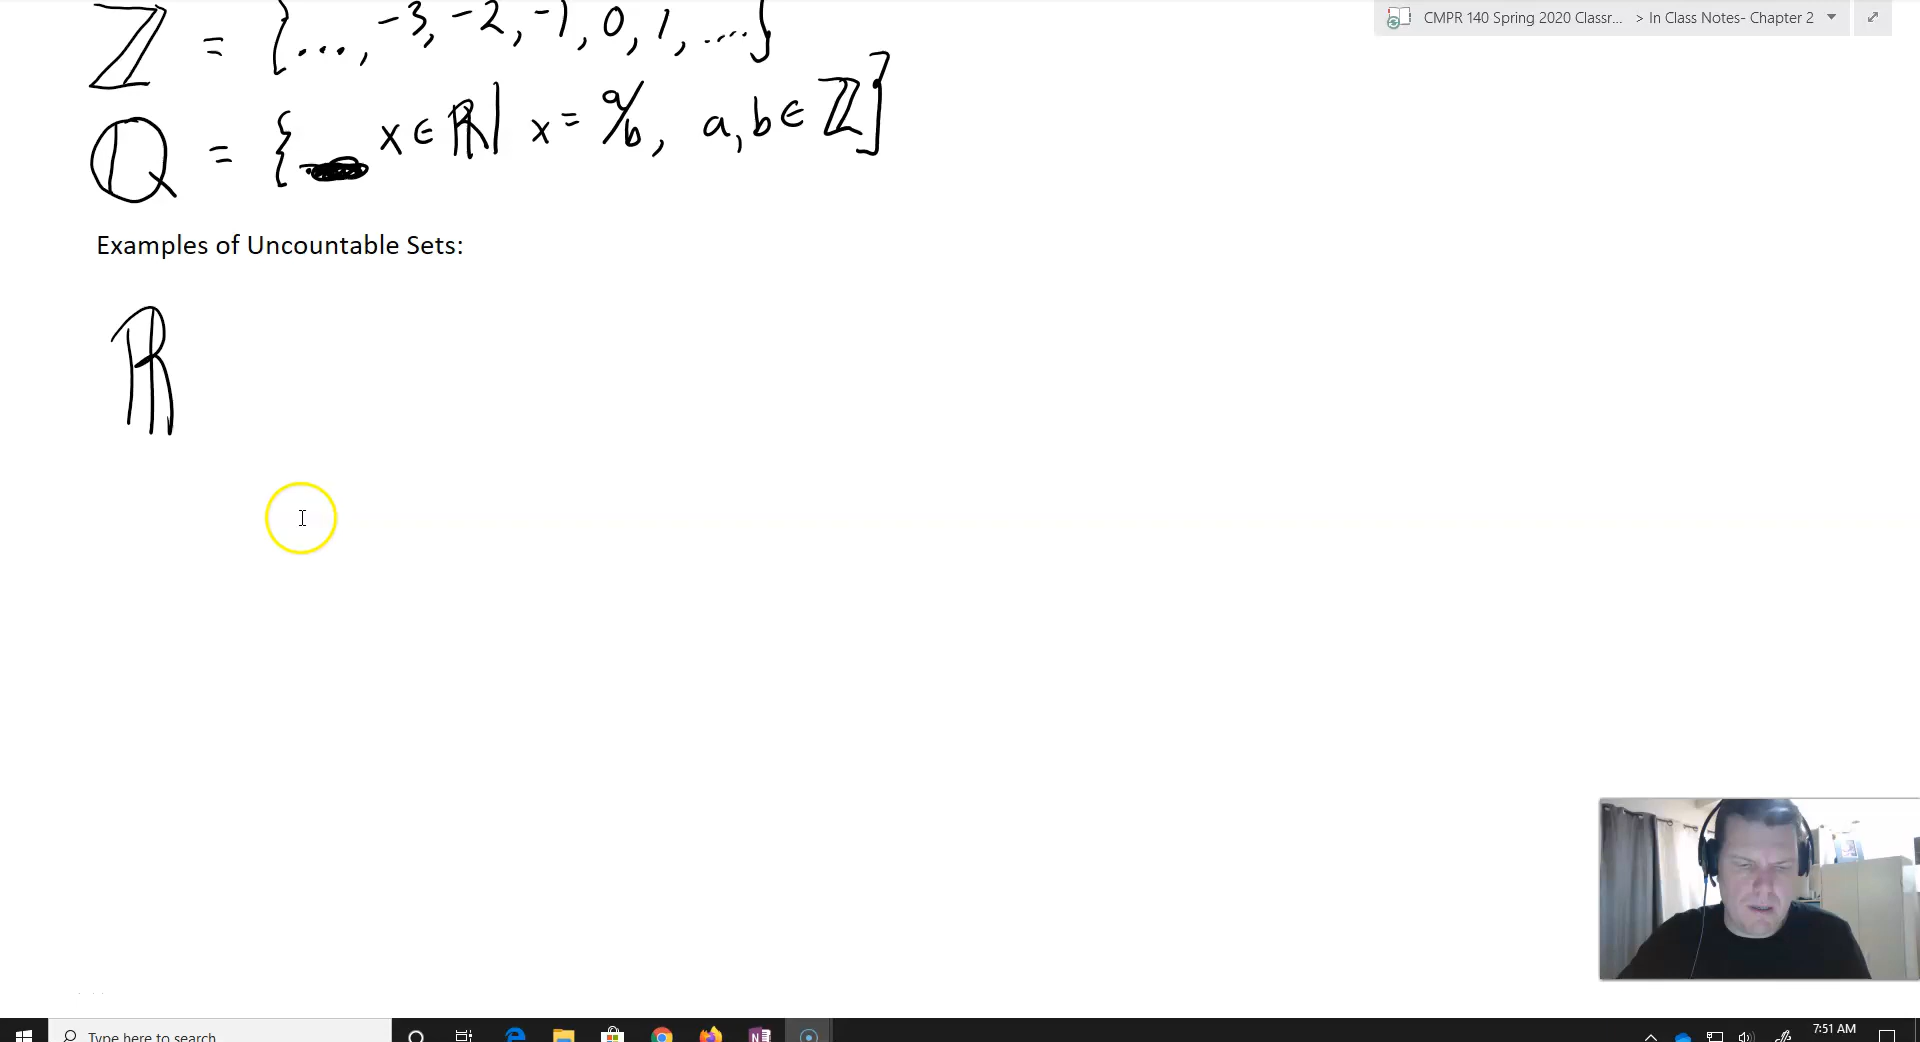 CMPR 140 Spring 2020 Classr... > In Class Notes- Chapter 2
ℤ = {..., -3, -2, -1, 0, 1, ....}
ℚ = { x ∈ ℝ | x = a/b, a, b ∈ ℤ}
Examples of Uncountable Sets:
ℝ
Type here to search
7:51 AM